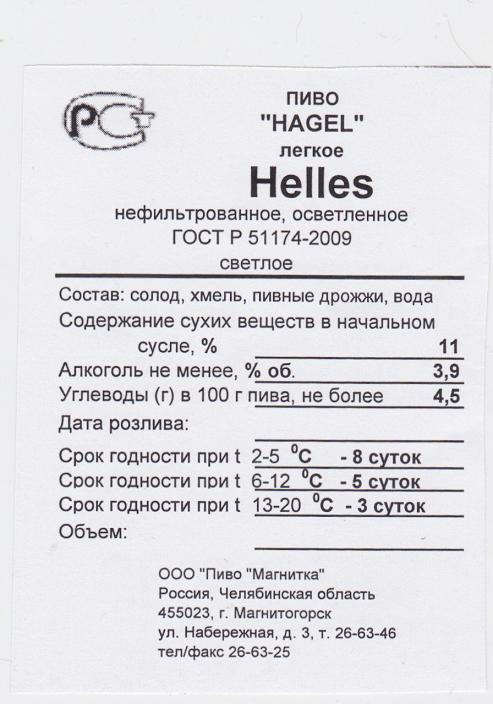 РСТ
ПИВО
"HAGEL"
легкое
Helles
нефильтрованное, осветленное
ГОСТ Р 51174-2009
светлое
Состав: солод, хмель, пивные дрожжи, вода
Содержание сухих веществ в начальном
сусле, % 11
Алкоголь не менее, % об. 3,9
Углеводы (г) в 100 г пива, не более 4,5
Дата розлива:
Срок годности при t 2-5 ⁰С - 8 суток
Срок годности при t 6-12 ⁰С - 5 суток
Срок годности при t 13-20 ⁰С - 3 суток
Объем:
ООО "Пиво "Магнитка"
Россия, Челябинская область
455023, г. Магнитогорск
ул. Набережная, д. 3, т. 26-63-46
тел/факс 26-63-25